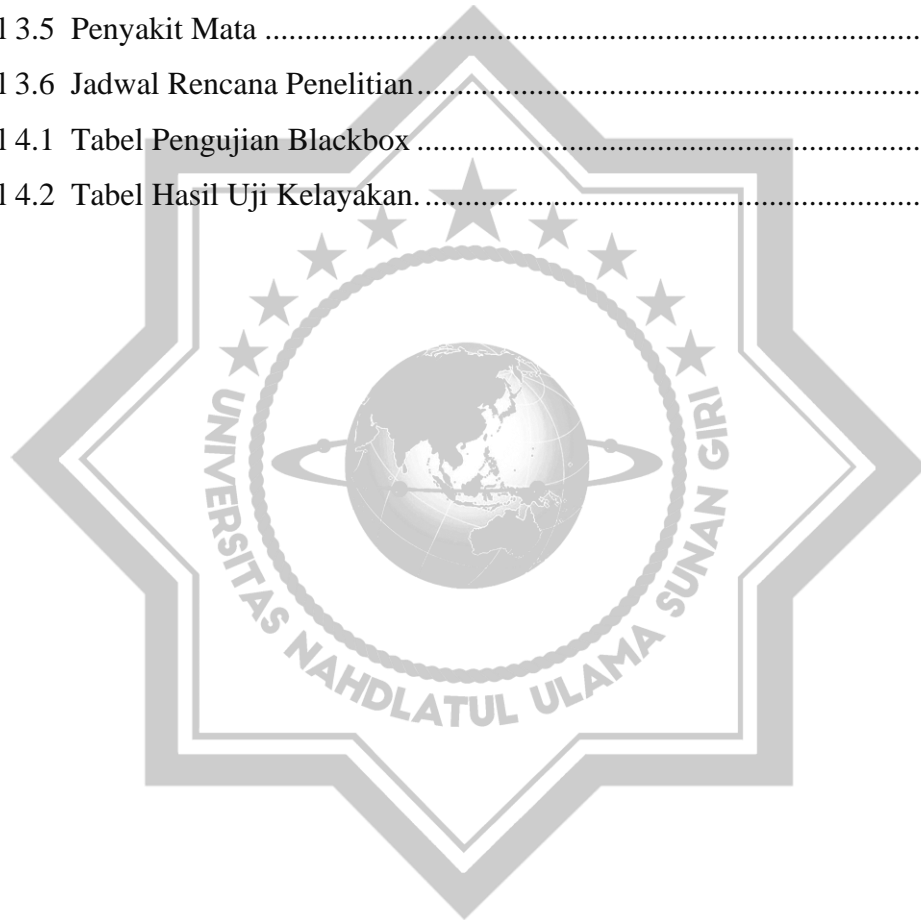 l 3.5 Penyakit Mata ....................................................................................
l 3.6 Jadwal Rencana Penelitian ................................................................
l 4.1 Tabel Pengujian Blackbox ................................................................
l 4.2 Tabel Hasil Uji Kelayakan. ..............................................................
UNIVERSITAS NAHDLATUL ULAMA SUNAN GIRI